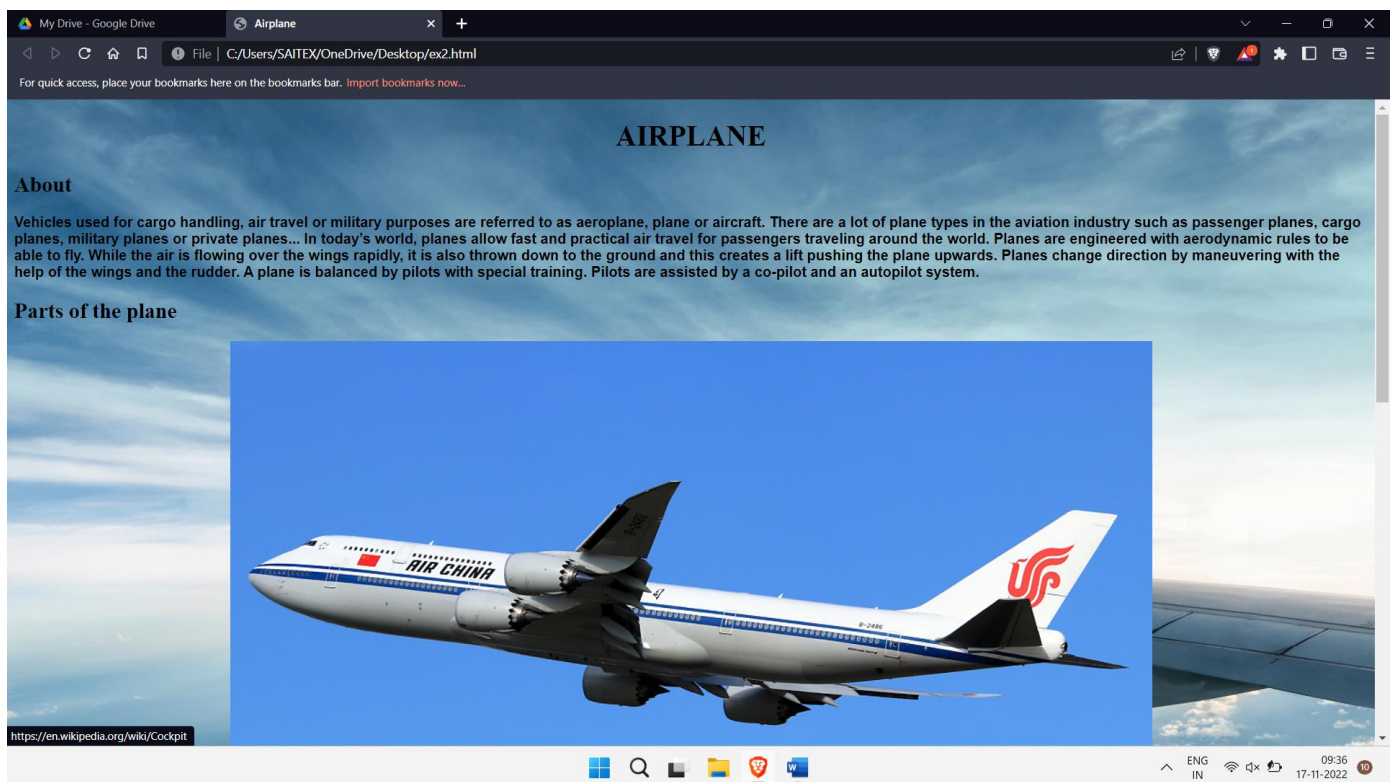 My Drive - Google Drive
Airplane
File
C:/Users/SAITEX/OneDrive/Desktop/ex2.html
For quick access, place your bookmarks here on the bookmarks bar. Import bookmarks now...
AIRPLANE
About
Vehicles used for cargo handling, air travel or military purposes are referred to as aeroplane, plane or aircraft. There are a lot of plane types in the aviation industry such as passenger planes, cargo
planes, military planes or private planes... In today's world, planes allow fast and practical air travel for passengers traveling around the world. Planes are engineered with aerodynamic rules to be
able to fly. While the air is flowing over the wings rapidly, it is also thrown down to the ground and this creates a lift pushing the plane upwards. Planes change direction by maneuvering with the
help of the wings and the rudder. A plane is balanced by pilots with special training. Pilots are assisted by a co-pilot and an autopilot system.
Parts of the plane
B-2486
AIR CHINA
B-2486
https://en.wikipedia.org/wiki/Cockpit
ENG
IN
09:36
17-11-2022
10